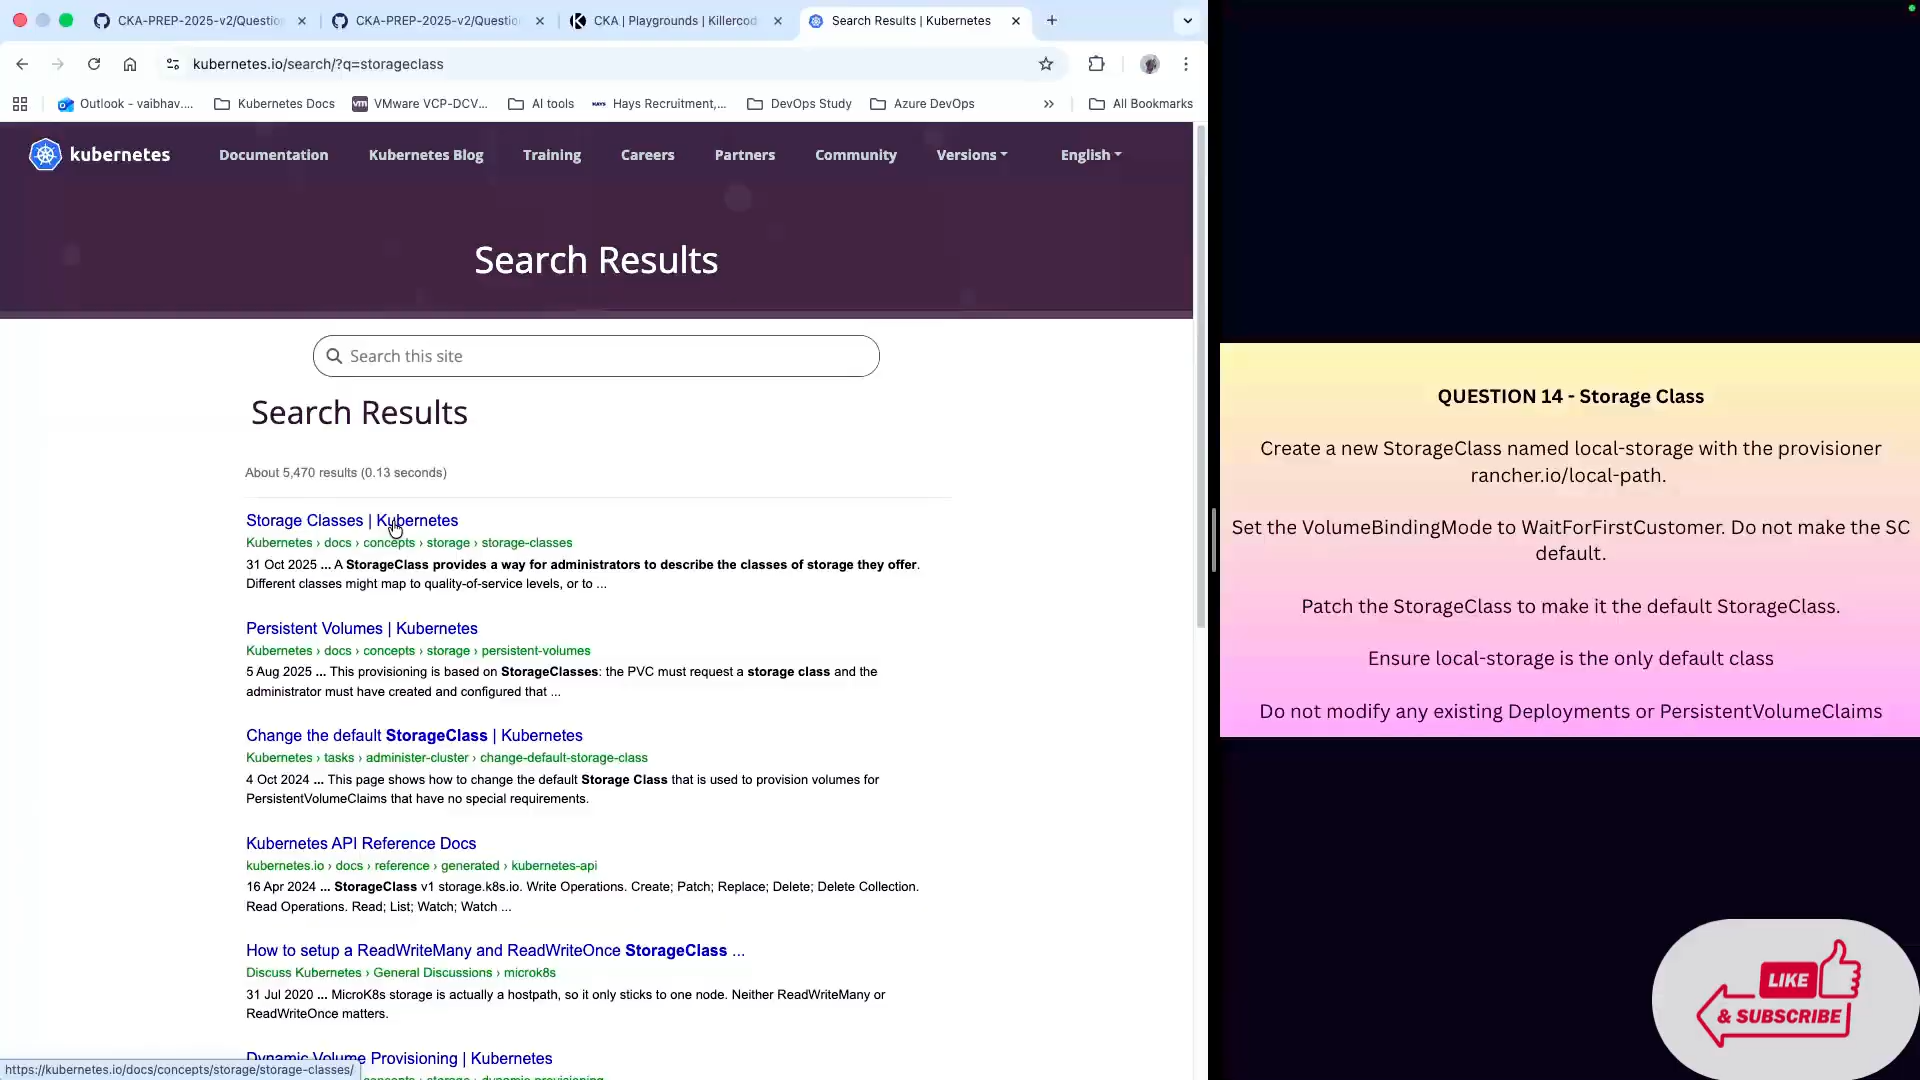 CKA-PREP-2025-v2/Questio
CKA-PREP-2025-v2/Questio
CKA | Playgrounds | Killercod
Search Results | Kubernetes
kubernetes.io/search/?q=storageclass
Outlook - vaibhav....
Kubernetes Docs
VMware VCP-DCV...
AI tools
Hays Recruitment,...
DevOps Study
Azure DevOps
All Bookmarks
kubernetes
Documentation
Kubernetes Blog
Training
Careers
Partners
Community
Versions
English
Search Results
Search this site
Search Results
About 5,470 results (0.13 seconds)
Storage Classes | Kubernetes
Kubernetes › docs › concepts › storage › storage-classes
31 Oct 2025 ... A StorageClass provides a way for administrators to describe the classes of storage they offer.
Different classes might map to quality-of-service levels, or to ...
Persistent Volumes | Kubernetes
Kubernetes › docs › concepts › storage › persistent-volumes
5 Aug 2025 ... This provisioning is based on StorageClasses: the PVC must request a storage class and the
administrator must have created and configured that ...
Change the default StorageClass | Kubernetes
Kubernetes › tasks › administer-cluster › change-default-storage-class
4 Oct 2024 ... This page shows how to change the default Storage Class that is used to provision volumes for
PersistentVolumeClaims that have no special requirements.
Kubernetes API Reference Docs
kubernetes.io › docs › reference › generated › kubernetes-api
16 Apr 2024 ... StorageClass v1 storage.k8s.io. Write Operations. Create; Patch; Replace; Delete; Delete Collection.
Read Operations. Read; List; Watch; Watch ...
How to setup a ReadWriteMany and ReadWriteOnce StorageClass ...
Discuss Kubernetes › General Discussions › microk8s
31 Jul 2020 ... MicroK8s storage is actually a hostpath, so it only sticks to one node. Neither ReadWriteMany or
ReadWriteOnce matters.
Dynamic Volume Provisioning | Kubernetes
concepts › storage › dynamic-provisioning
https://kubernetes.io/docs/concepts/storage/storage-classes/
QUESTION 14 - Storage Class
Create a new StorageClass named local-storage with the provisioner
rancher.io/local-path.
Set the VolumeBindingMode to WaitForFirstCustomer. Do not make the SC
default.
Patch the StorageClass to make it the default StorageClass.
Ensure local-storage is the only default class
Do not modify any existing Deployments or PersistentVolumeClaims
LIKE
& SUBSCRIBE